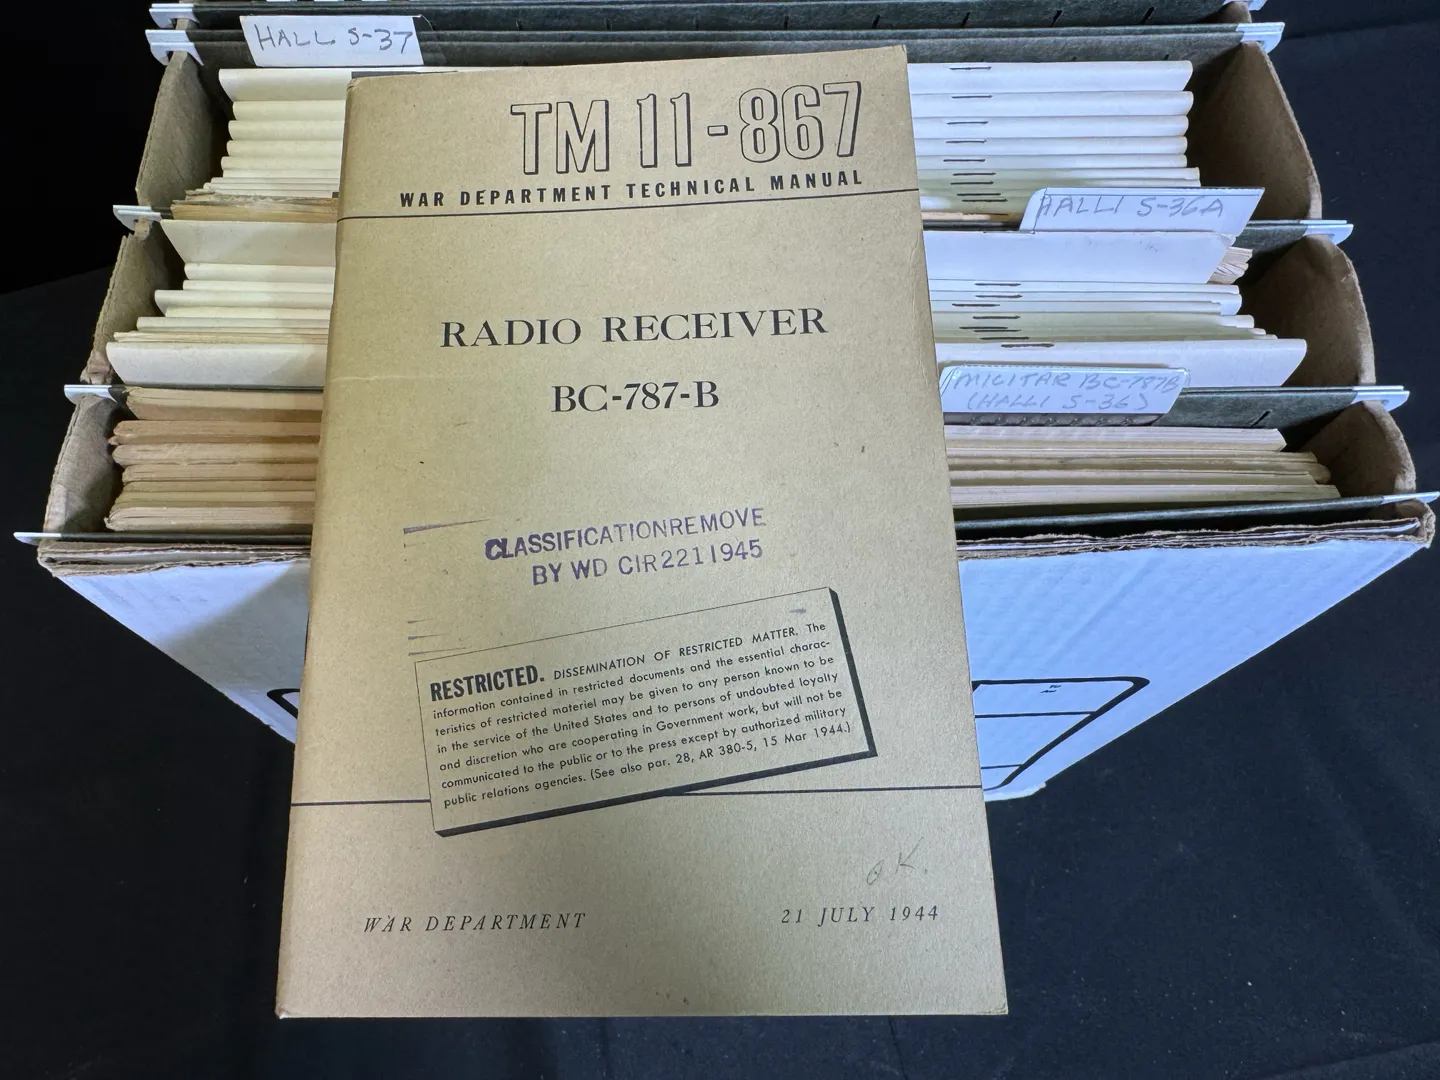 HALL S-37
TM 11-867
WAR DEPARTMENT TECHNICAL MANUAL
HALLI S-36A
RADIO RECEIVER
BC-787-B
MILITAR BC-787B
(HALLI S-36)
CLASSIFICATIONREMOVE
BY WD CIR2211945
RESTRICTED. DISSEMINATION OF RESTRICTED MATTER. The
information contained in restricted documents and the essential charac-
teristics of restricted materiel may be given to any person known to be
in the service of the United States and to persons of undoubted loyalty
and discretion who are cooperating in Government work, but will not be
communicated to the public or to the press except by authorized military
public relations agencies. (See also par. 28, AR 380-5, 15 Mar 1944.)
OK.
WAR DEPARTMENT
21 JULY 1944